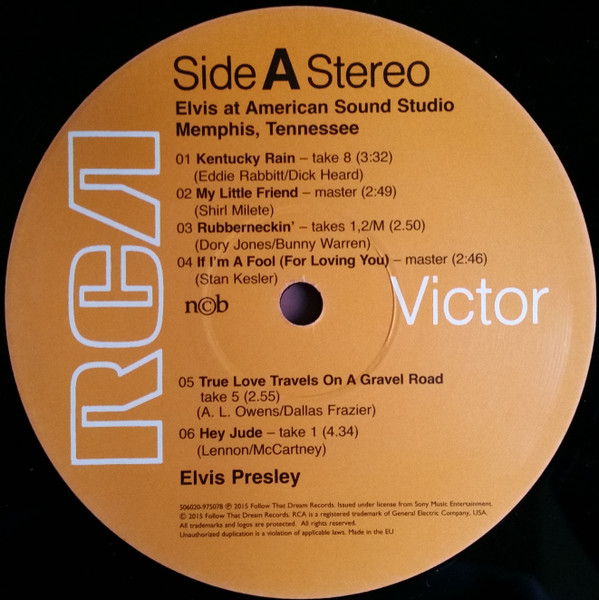 Side A Stereo
Elvis at American Sound Studio
Memphis, Tennessee
01 Kentucky Rain – take 8 (3:32)
(Eddie Rabbitt/Dick Heard)
02 My Little Friend – master (2:49)
(Shirl Milete)
03 Rubberneckin' – takes 1,2/M (2.50)
(Dory Jones/Bunny Warren)
04 If I'm A Fool (For Loving You) – master (2:46)
(Stan Kesler)
n©b
RCA
Victor
05 True Love Travels On A Gravel Road
take 5 (2.55)
(A. L. Owens/Dallas Frazier)
06 Hey Jude – take 1 (4.34)
(Lennon/McCartney)
Elvis Presley
506020-975078 ℗ 2015 Follow That Dream Records. Issued under license from Sony Music Entertainment.
© 2015 Follow That Dream Records. RCA is a registered trademark of General Electric Company, USA.
All trademarks and logos are protected. All rights reserved.
Unauthorized duplication is a violation of applicable laws. Made in the EU